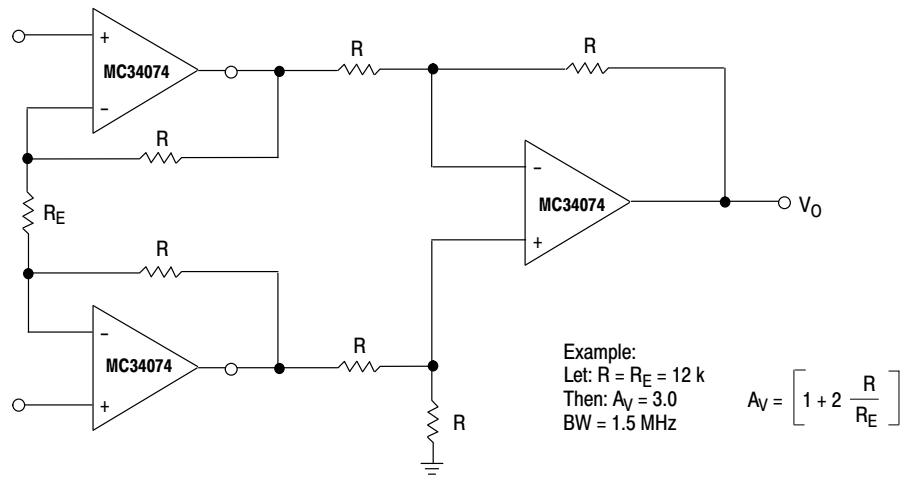 R
R
+
MC34074
−
R
−
MC34074
V_O
+
R_E
R
−
MC34074
+
R
R
Example:
Let: R = R_E = 12 k
Then: A_V = 3.0
BW = 1.5 MHz
A_V = [1 + 2 R/R_E]